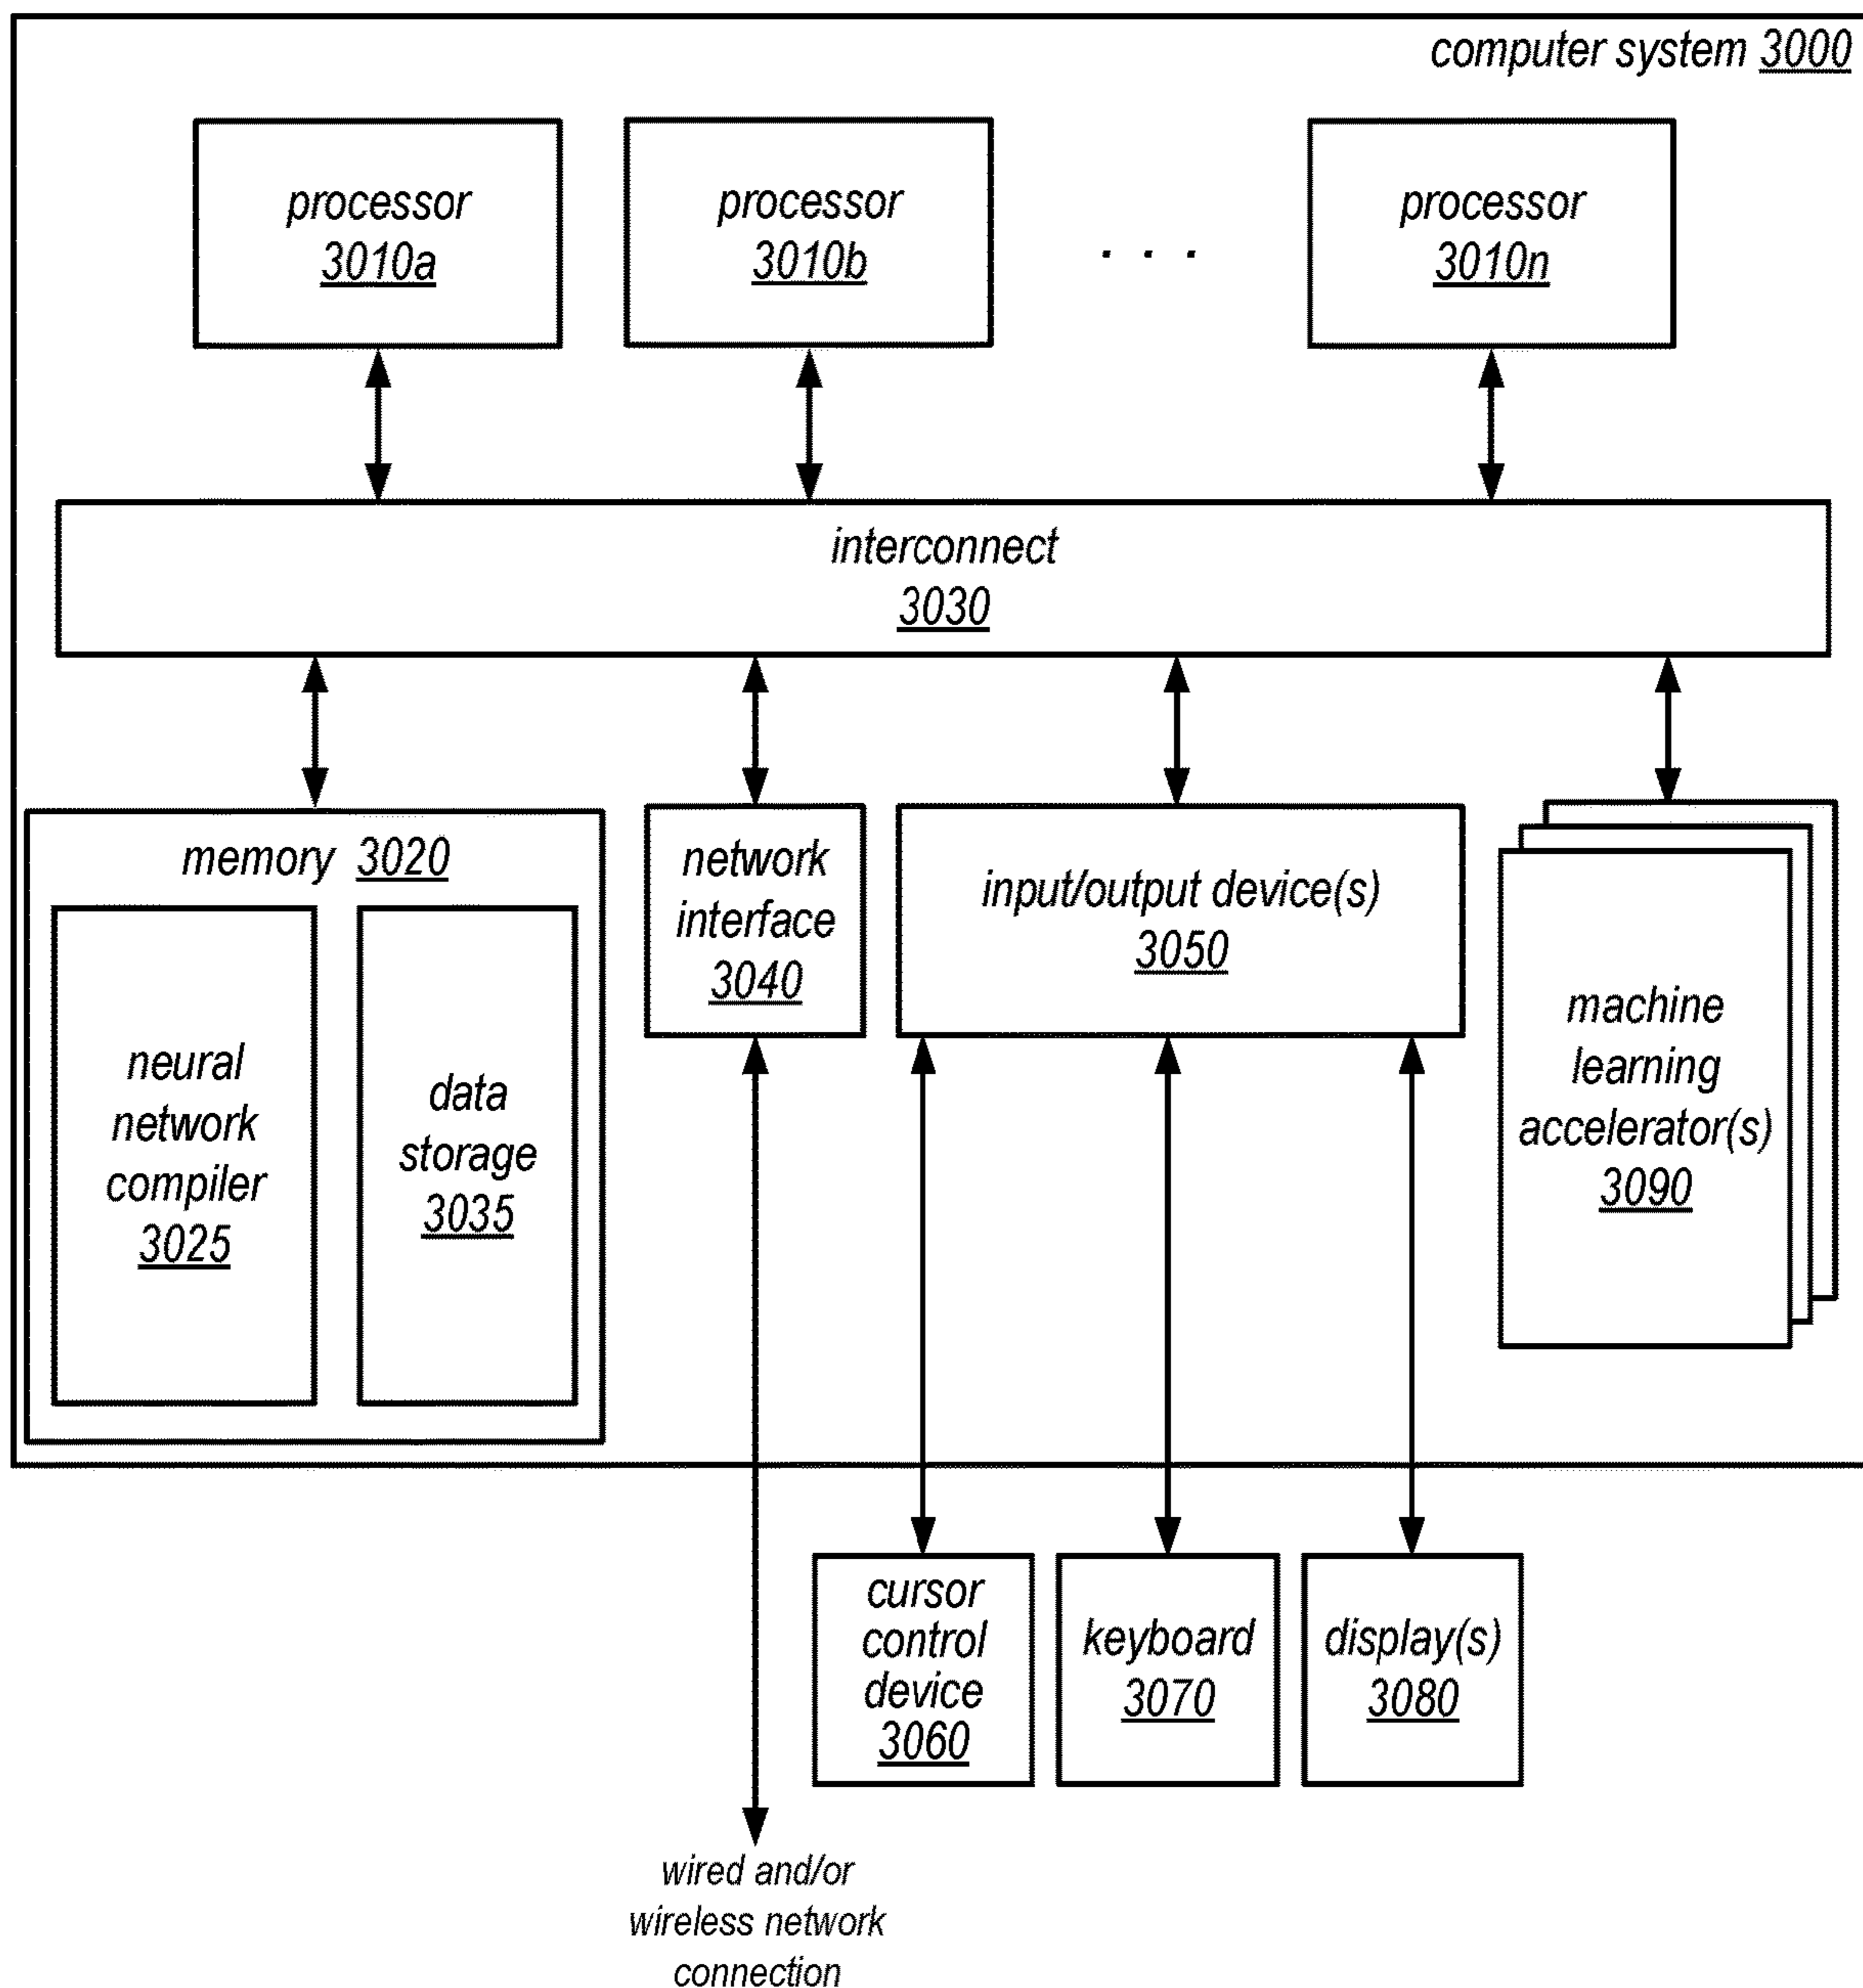 computer system 3000
processor
3010a
processor
3010b
. . .
processor
3010n
interconnect
3030
memory 3020
neural
network
compiler
3025
data
storage
3035
network
interface
3040
input/output device(s)
3050
machine
learning
accelerator(s)
3090
cursor
control
device
3060
keyboard
3070
display(s)
3080
wired and/or
wireless network
connection